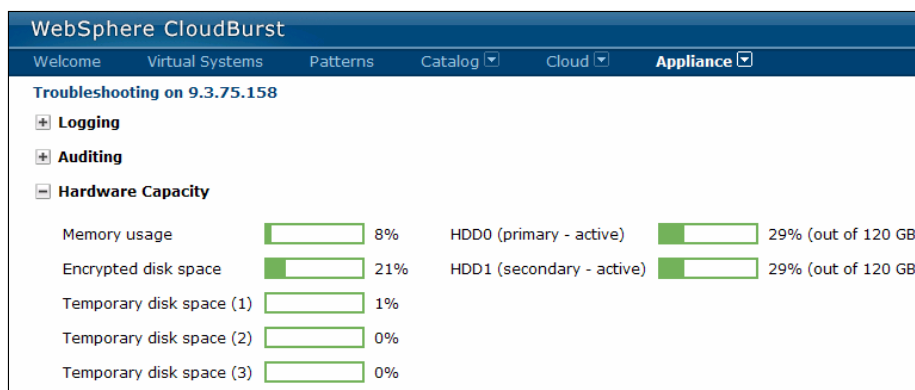 WebSphere CloudBurst
Welcome Virtual Systems Patterns Catalog Cloud Appliance
Troubleshooting on 9.3.75.158
Logging
Auditing
Hardware Capacity
Memory usage 8% HDD0 (primary - active) 29% (out of 120 GB
Encrypted disk space 21% HDD1 (secondary - active) 29% (out of 120 GB
Temporary disk space (1) 1%
Temporary disk space (2) 0%
Temporary disk space (3) 0%